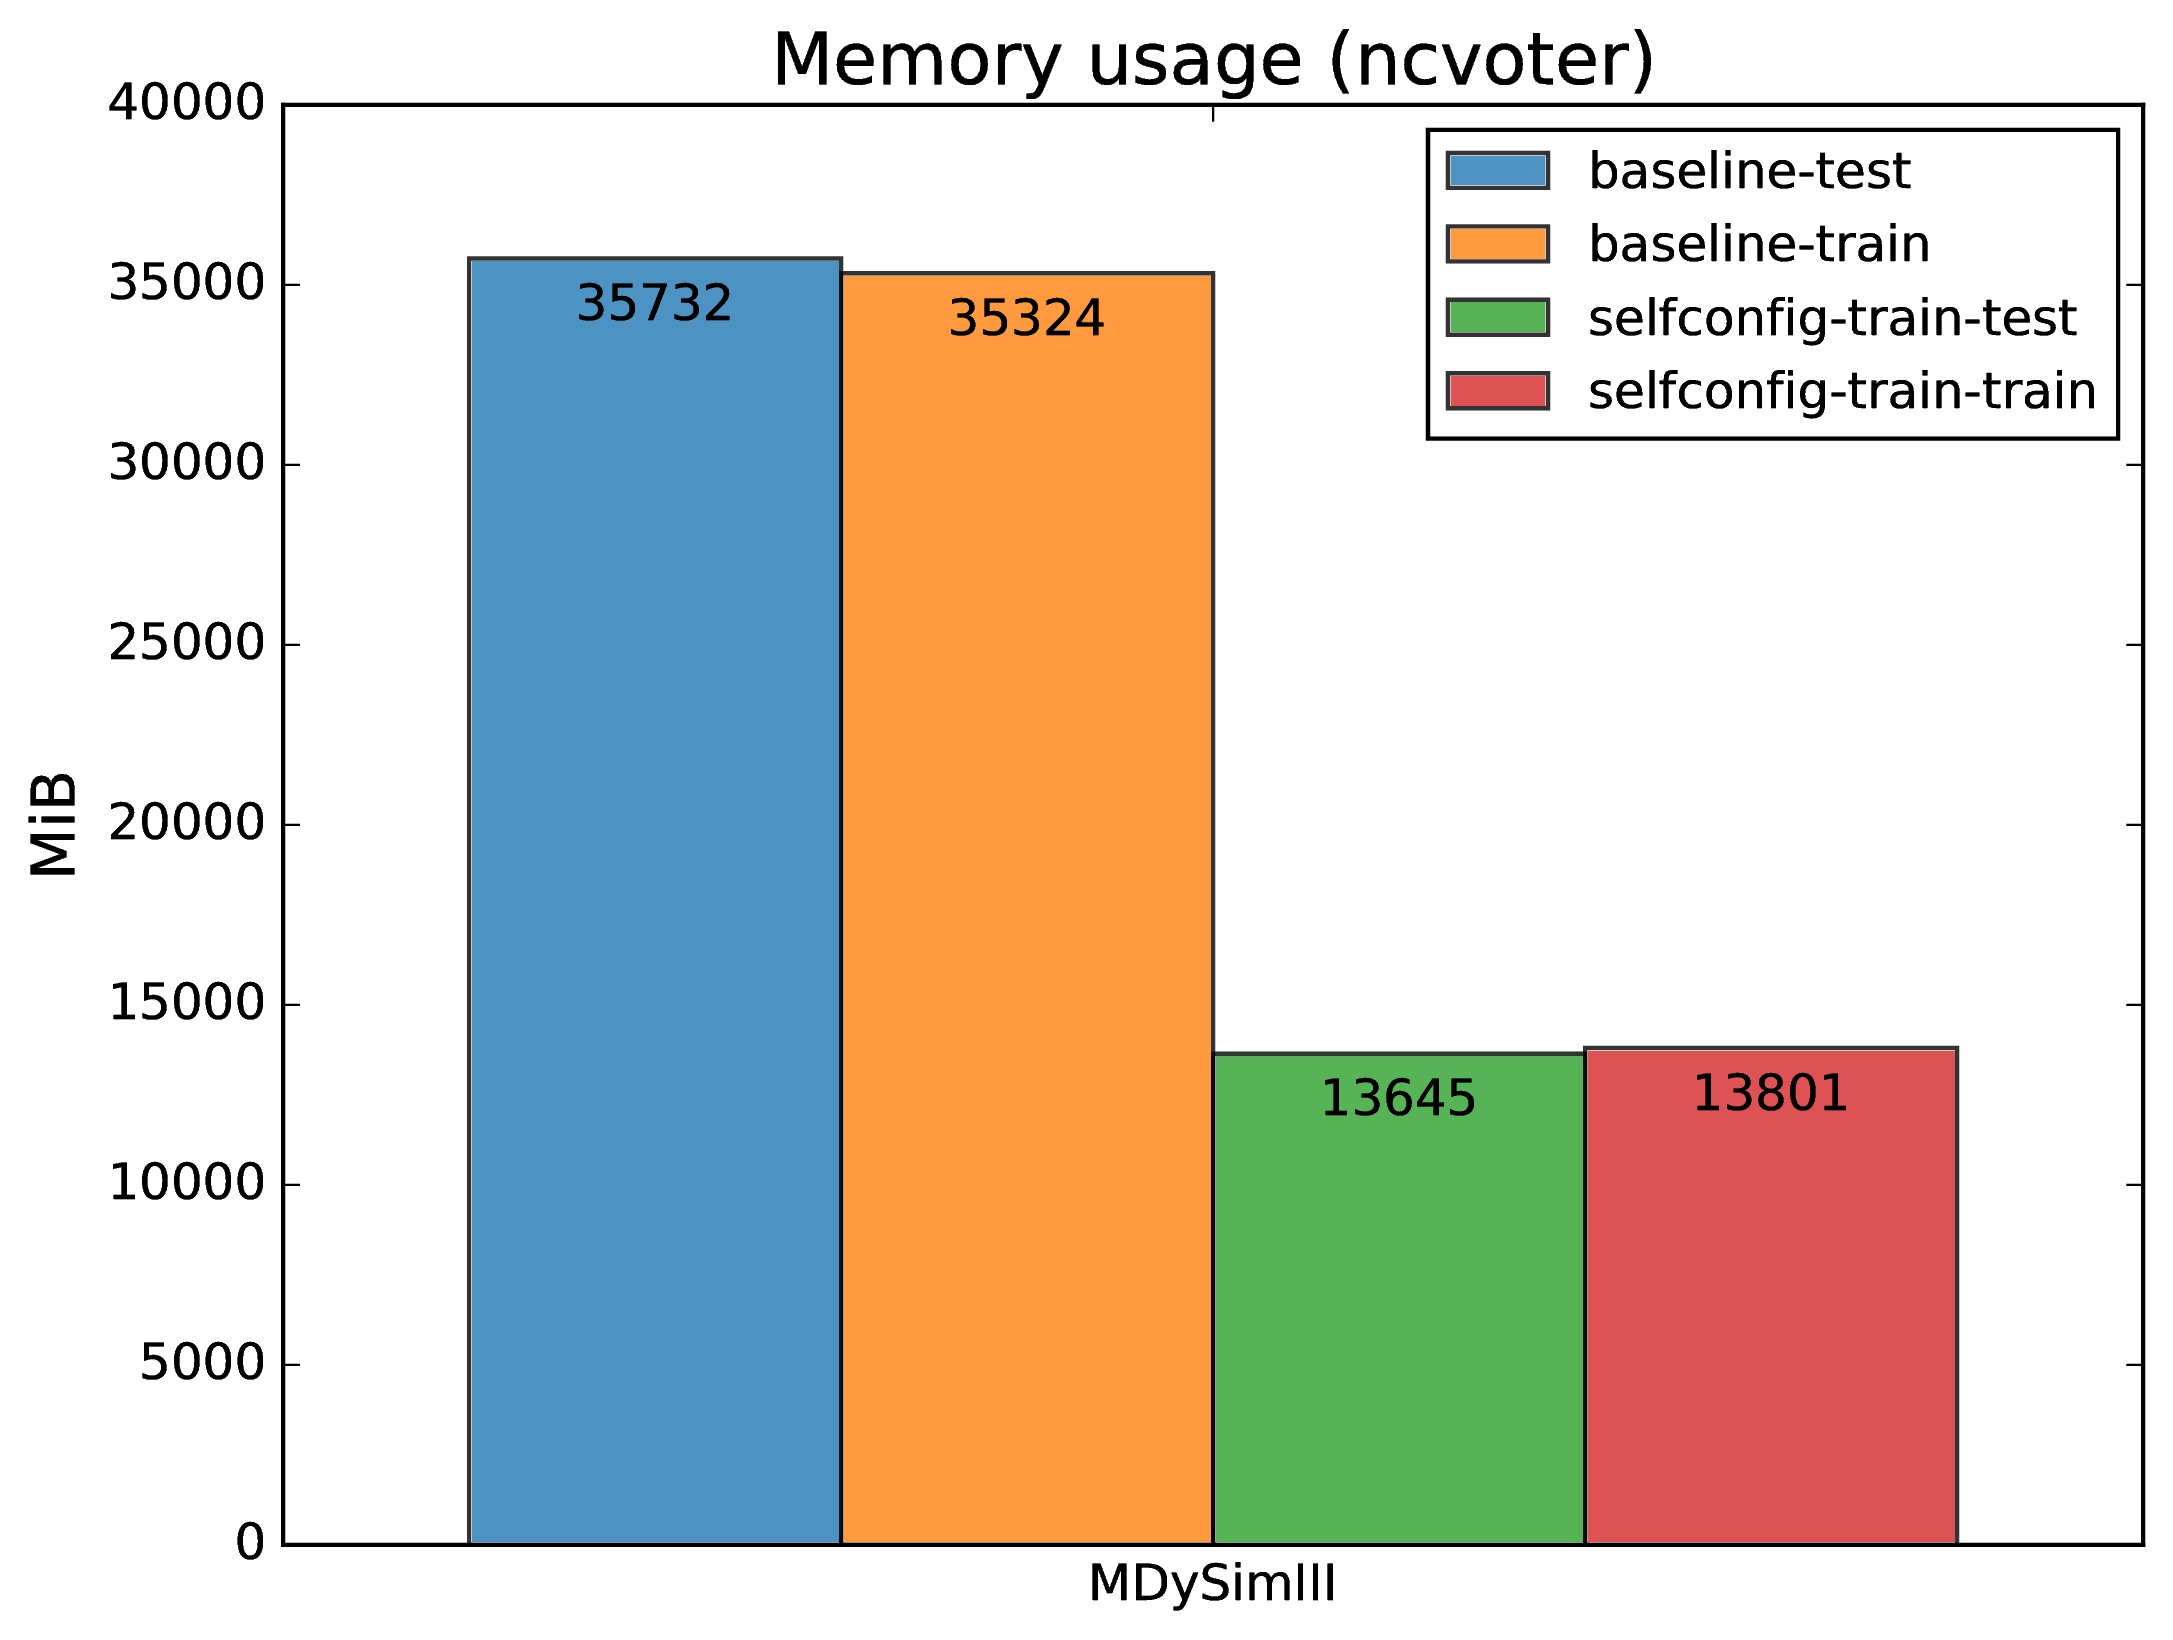 Memory usage (ncvoter)
40000
35000
30000
25000
20000
15000
10000
5000
0
MiB
baseline-test
baseline-train
selfconfig-train-test
selfconfig-train-train
35732
35324
13645
13801
MDySimIII